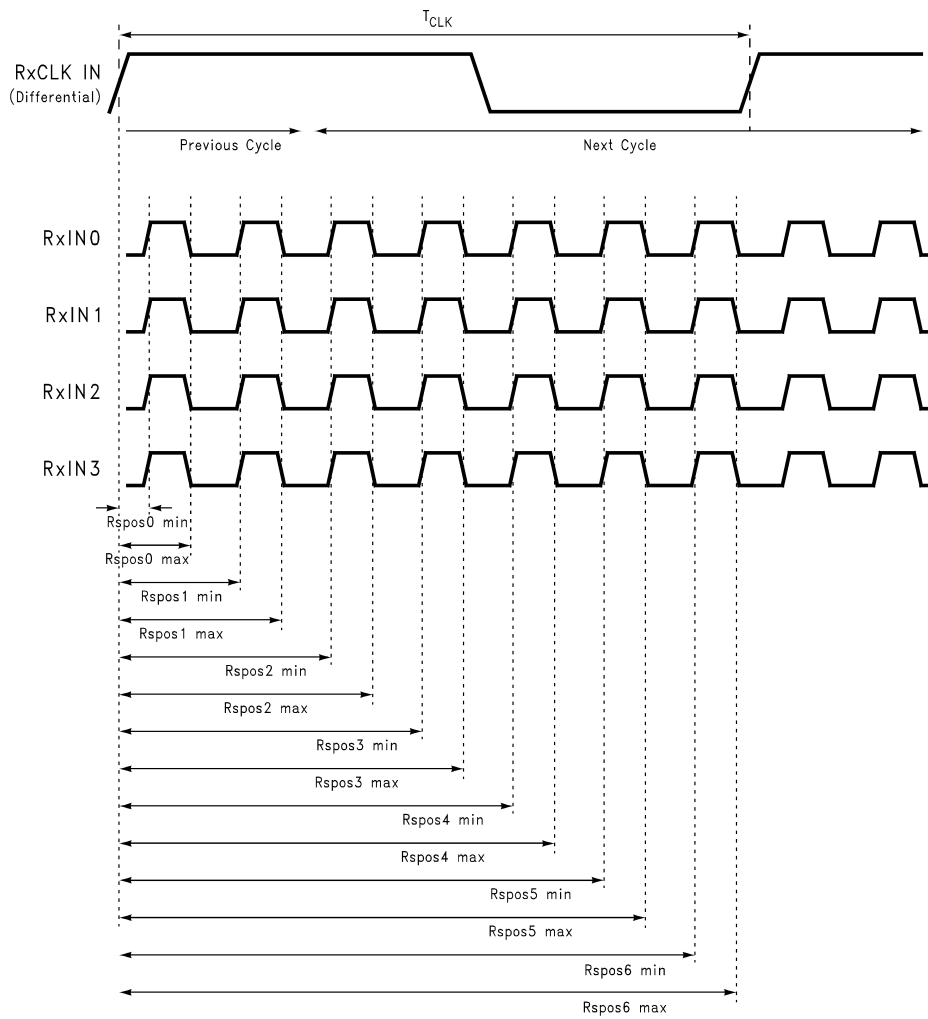 TCLK
RxCLK IN
(Differential)
Previous Cycle
Next Cycle
RxIN0
RxIN1
RxIN2
RxIN3
Rspos0 min
Rspos0 max
Rspos1 min
Rspos1 max
Rspos2 min
Rspos2 max
Rspos3 min
Rspos3 max
Rspos4 min
Rspos4 max
Rspos5 min
Rspos5 max
Rspos6 min
Rspos6 max